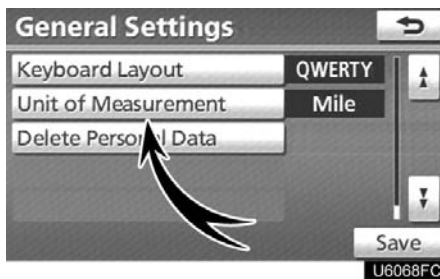 General Settings
Keyboard Layout QWERTY
Unit of Measurement Mile
Delete Personal Data
Save
U6068FC